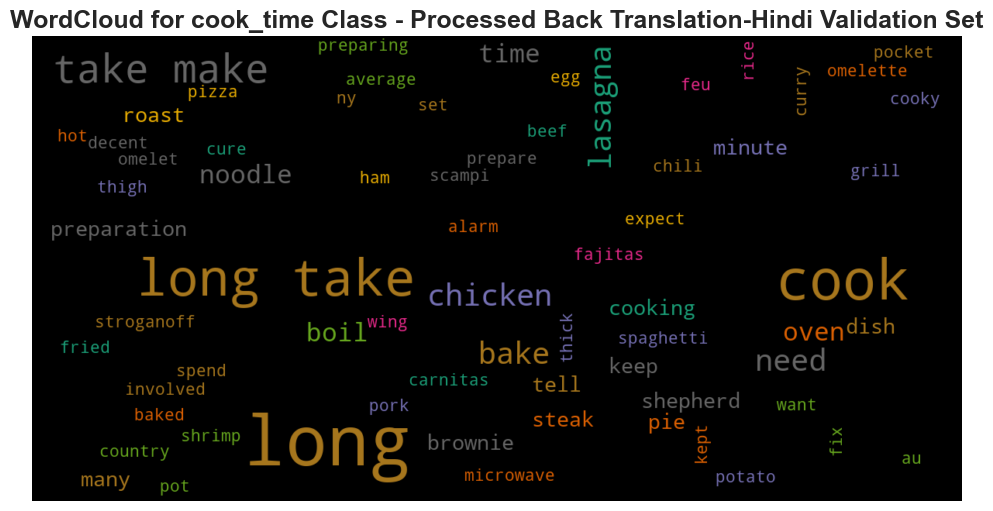 WordCloud for cook_time Class - Processed Back Translation-Hindi Validation Set
preparing
time
pocket
take make
average
egg
lasagna
feu
rice
curry
omelette
pizza
ny
set
cooky
roast
hot
decent
omelet
cure
noodle
beef
prepare
minute
thigh
ham
scampi
chili
grill
preparation
alarm
expect
fajitas
long take
chicken
cook
cooking
stroganoff
wing
boil
thick
spaghetti
oven
dish
fried
bake
keep
need
spend
involved
carnitas
tell
baked
pork
shepherd
want
steak
pie
country
shrimp
long
brownie
kept
fix
au
many
pot
microwave
potato